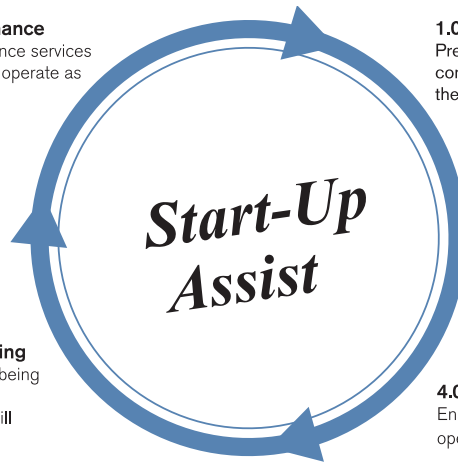 ance
nce services
operate as
1.0
Pre
con
the
Start-Up
Assist
ing
being
ill
4.0
En
ope